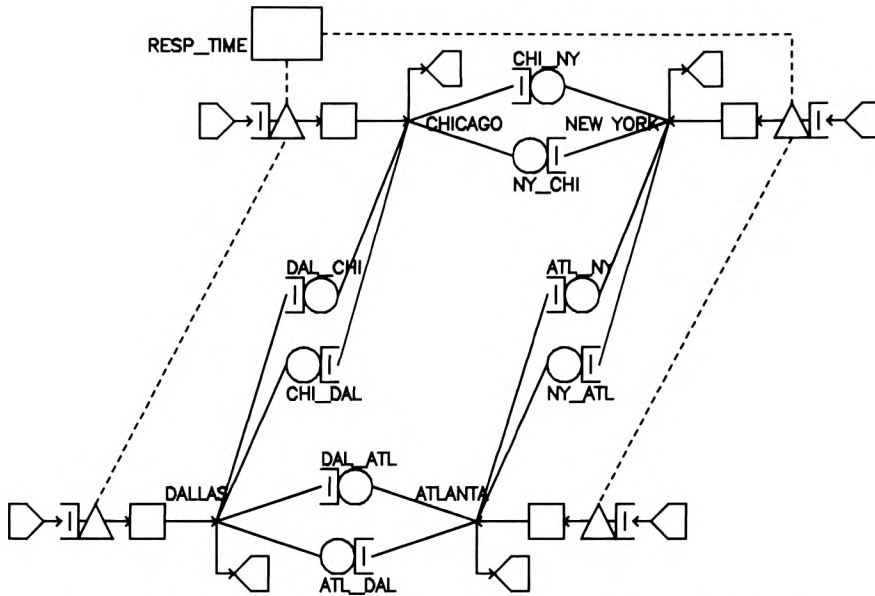 RESP_TIME
CHI_NY
CHICAGO
NEW YORK
NY_CHI
DAL_CHI
ATL_NY
CHI_DAL
NY_ATL
DAL_ATL
DALLAS
ATLANTA
ATL_DAL